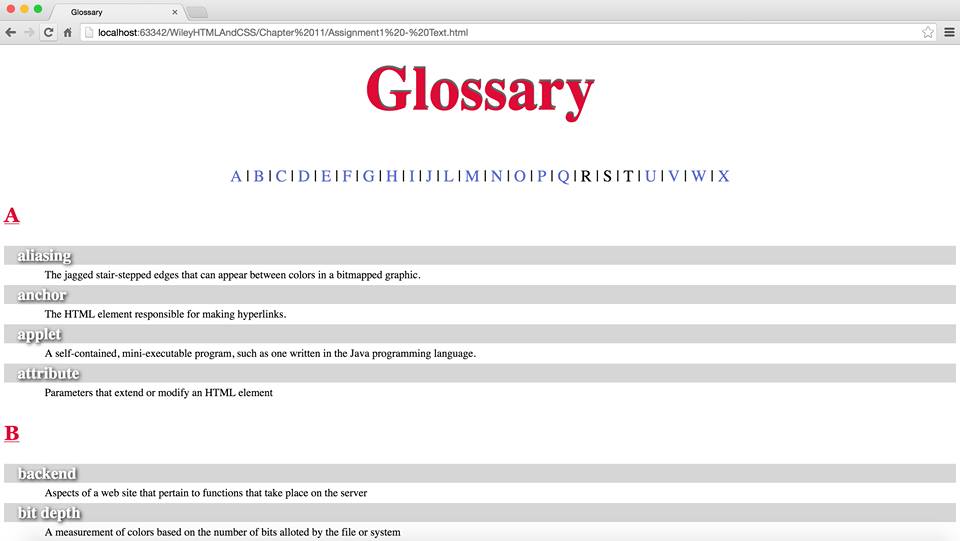 Glossary
localhost:63342/WileyHTMLAndCSS/Chapter%2011/Assignment1%20-%20Text.html
Glossary
A | B | C | D | E | F | G | H | I | J | L | M | N | O | P | Q | R | S | T | U | V | W | X
A
aliasing
The jagged stair-stepped edges that can appear between colors in a bitmapped graphic.
anchor
The HTML element responsible for making hyperlinks.
applet
A self-contained, mini-executable program, such as one written in the Java programming language.
attribute
Parameters that extend or modify an HTML element
B
backend
Aspects of a web site that pertain to functions that take place on the server
bit depth
A measurement of colors based on the number of bits alloted by the file or system